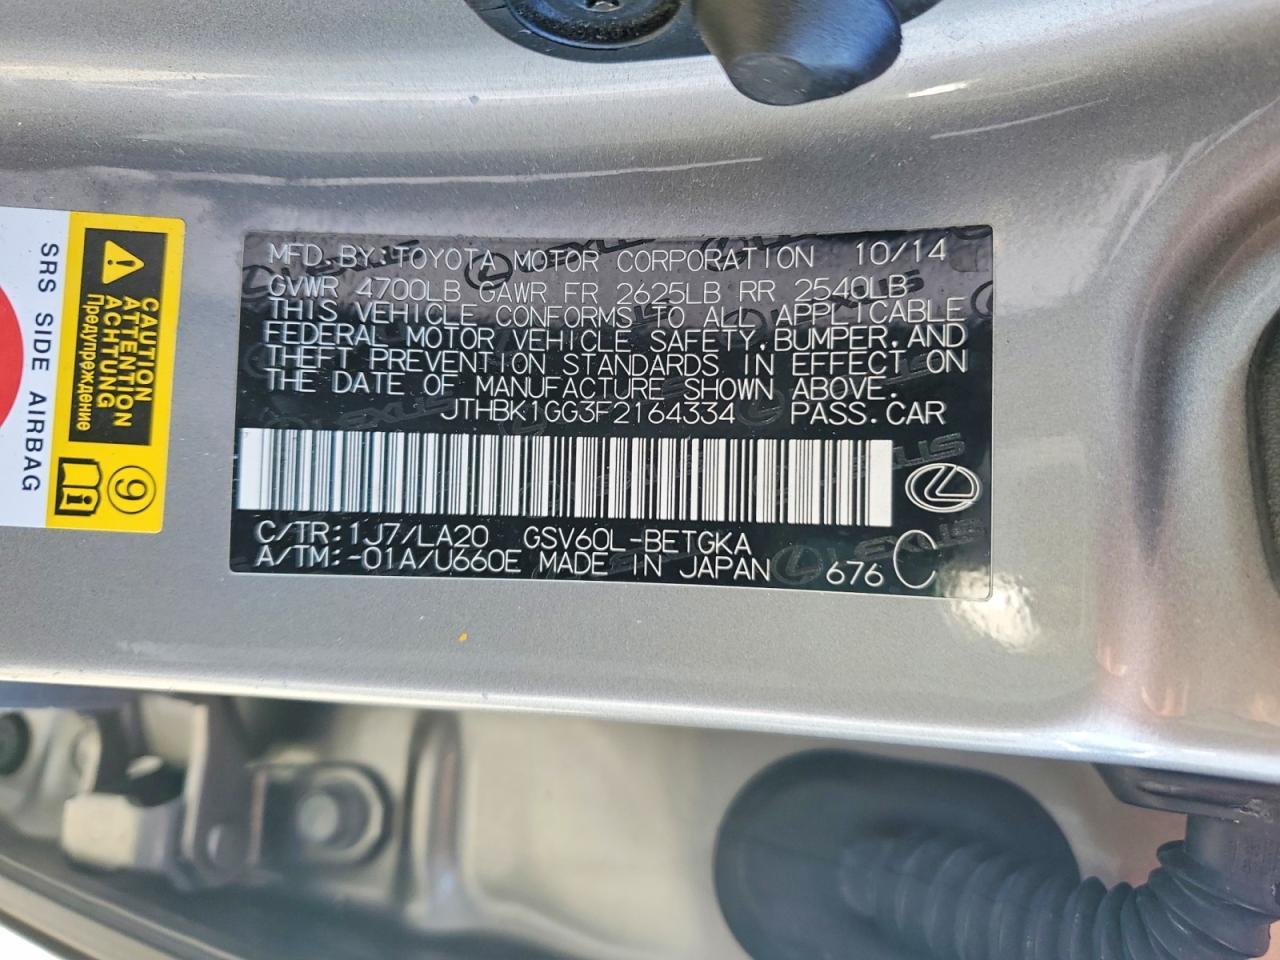 MFD.BY TOYOTA MOTOR CORPORATION 10/14
GVWR 4700LB GAWR FR 2625LB RR 2540LB
THIS VEHICLE CONFORMS TO ALL APPLICABLE
FEDERAL MOTOR VEHICLE SAFETY,BUMPER,AND
THEFT PREVENTION STANDARDS IN EFFECT ON
THE DATE OF MANUFACTURE SHOWN ABOVE.
JTHBK1GG3F2164334 PASS.CAR
C/TR:1J7/LA20 GSV60L-BETGKA
A/TM:-01A/U660E MADE IN JAPAN 676 C
LEXUS
CAUTION
ATTENTION
ACHTUNG
Предупреждение
SRS SIDE AIRBAG
9